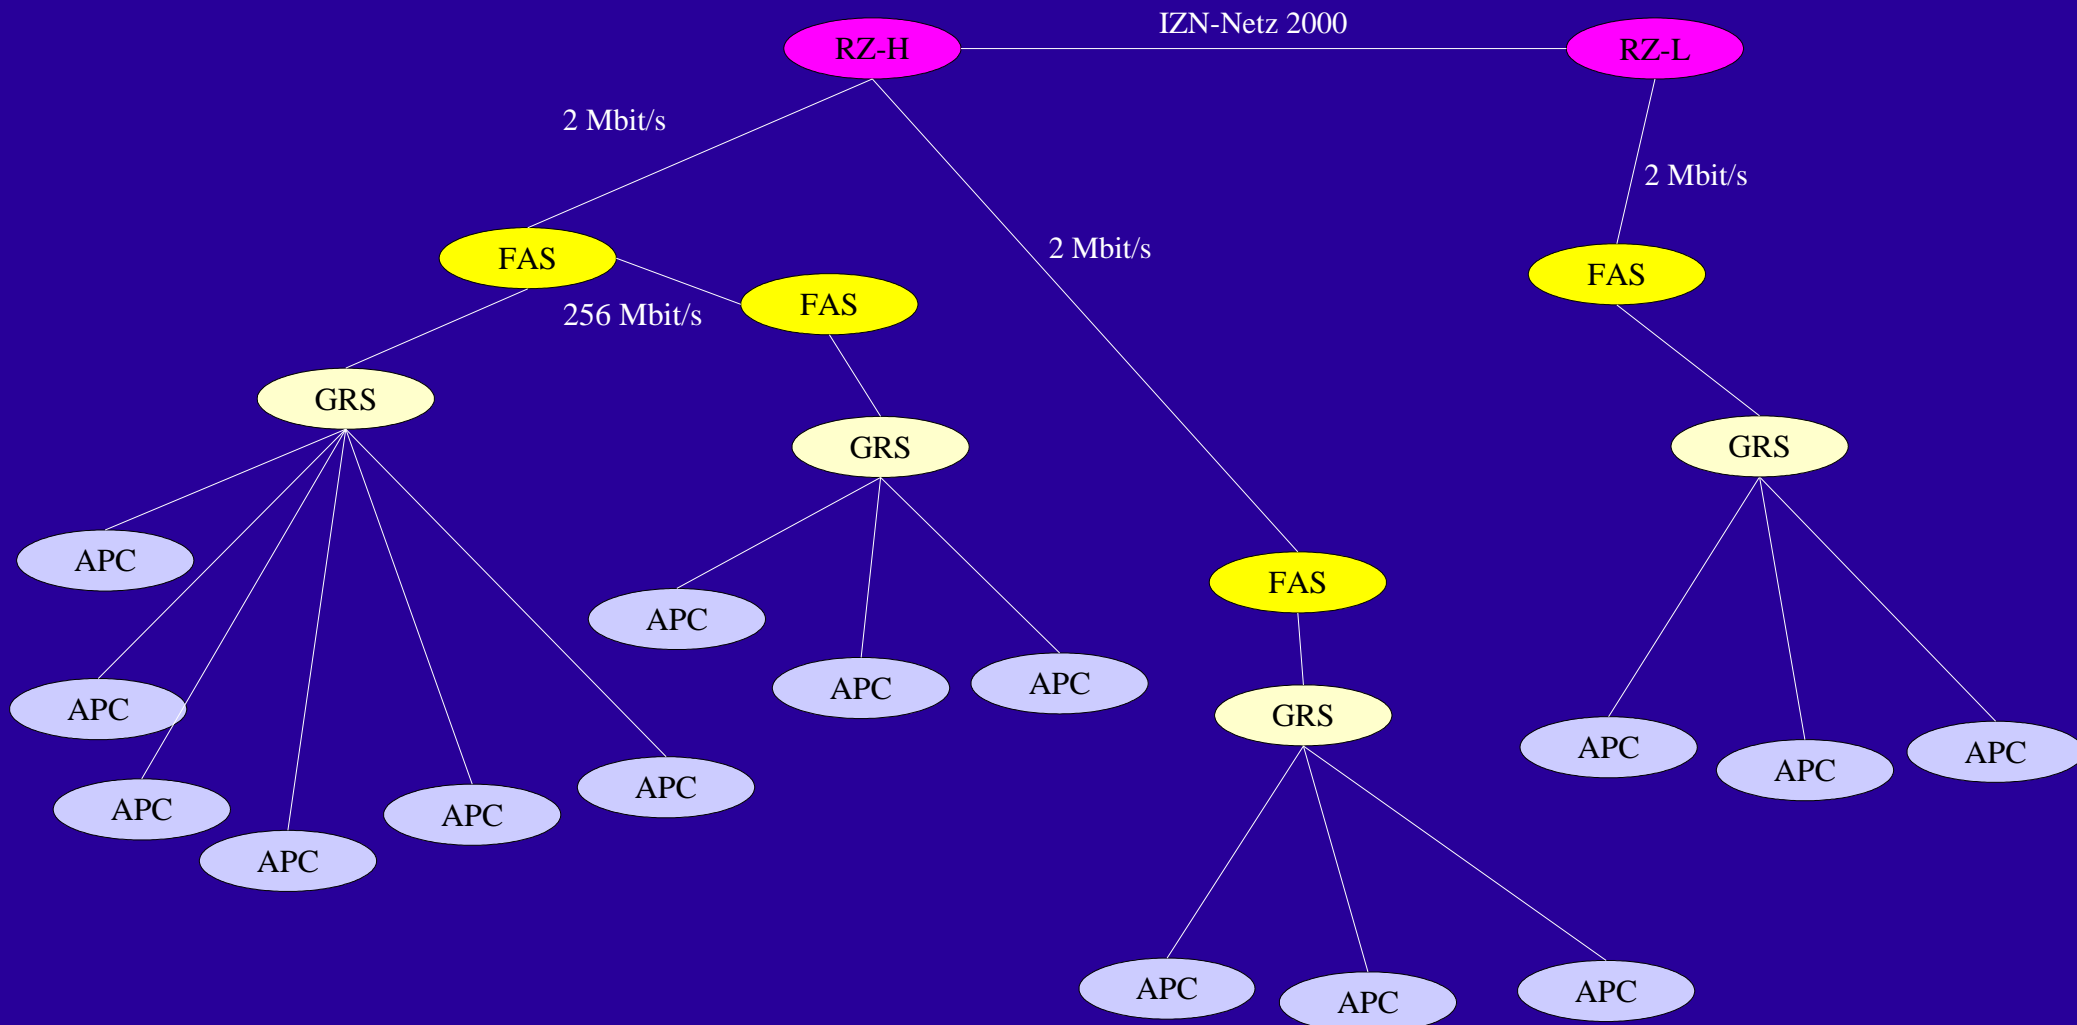 IZN-Netz 2000
RZ-H
RZ-L
2 Mbit/s
2 Mbit/s
2 Mbit/s
FAS
FAS
FAS
256 Mbit/s
GRS
GRS
GRS
APC
FAS
APC
APC
APC
APC
GRS
APC
APC
APC
APC
APC
APC
APC
APC
APC
APC
APC